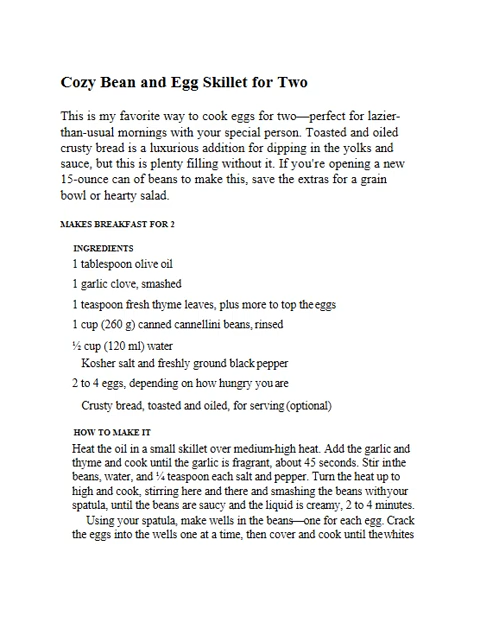 Cozy Bean and Egg Skillet for Two
This is my favorite way to cook eggs for two—perfect for lazier-
than-usual mornings with your special person. Toasted and oiled
crusty bread is a luxurious addition for dipping in the yolks and
sauce, but this is plenty filling without it. If you're opening a new
15-ounce can of beans to make this, save the extras for a grain
bowl or hearty salad.
MAKES BREAKFAST FOR 2
INGREDIENTS
1 tablespoon olive oil
1 garlic clove, smashed
1 teaspoon fresh thyme leaves, plus more to top the eggs
1 cup (260 g) canned cannellini beans, rinsed
½ cup (120 ml) water
Kosher salt and freshly ground black pepper
2 to 4 eggs, depending on how hungry you are
Crusty bread, toasted and oiled, for serving (optional)
HOW TO MAKE IT
Heat the oil in a small skillet over medium-high heat. Add the garlic and
thyme and cook until the garlic is fragrant, about 45 seconds. Stir in the
beans, water, and ¼ teaspoon each salt and pepper. Turn the heat up to
high and cook, stirring here and there and smashing the beans with your
spatula, until the beans are saucy and the liquid is creamy, 2 to 4 minutes.
Using your spatula, make wells in the beans—one for each egg. Crack
the eggs into the wells one at a time, then cover and cook until the whites